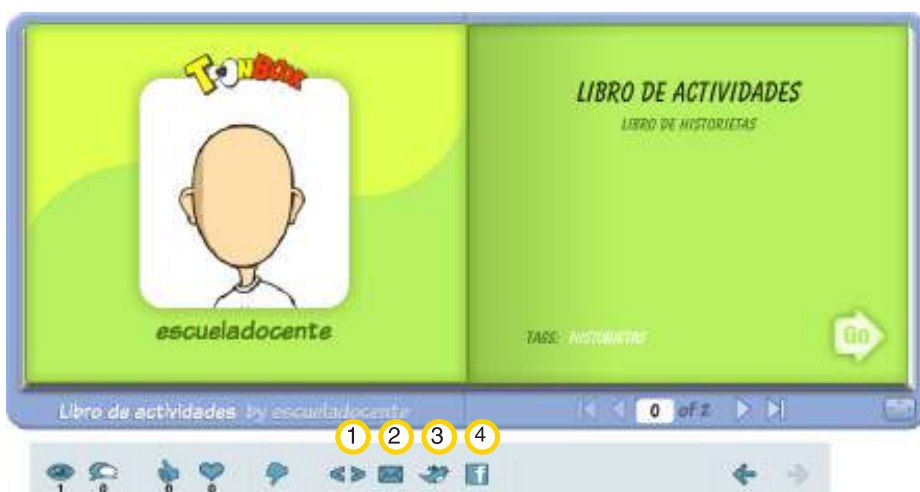 TOONBOOK
LIBRO DE ACTIVIDADES
LIBRO DE HISTORIETAS
escueladocente
TAGS: HISTORIETAS
Go
Libro de actividades by escueladocente
0 of 2
1 2 3 4
f
1 0 0 0